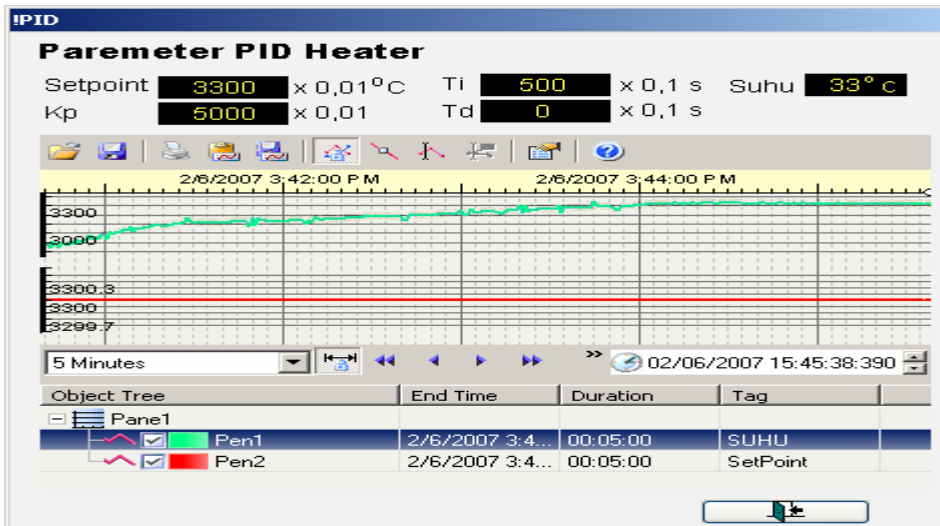 !PID
Paremeter PID Heater
Setpoint 3300 x 0,01°C Ti 500 x 0,1 s Suhu 33°c
Kp 5000 x 0,01 Td 0 x 0,1 s
2/6/2007 3:42:00 PM 2/6/2007 3:44:00 PM
3300
3000
3300.3
3300
3299.7
5 Minutes » 02/06/2007 15:45:38:390
Object Tree End Time Duration Tag
Pane1
Pen1 2/6/2007 3:4... 00:05:00 SUHU
Pen2 2/6/2007 3:4... 00:05:00 SetPoint